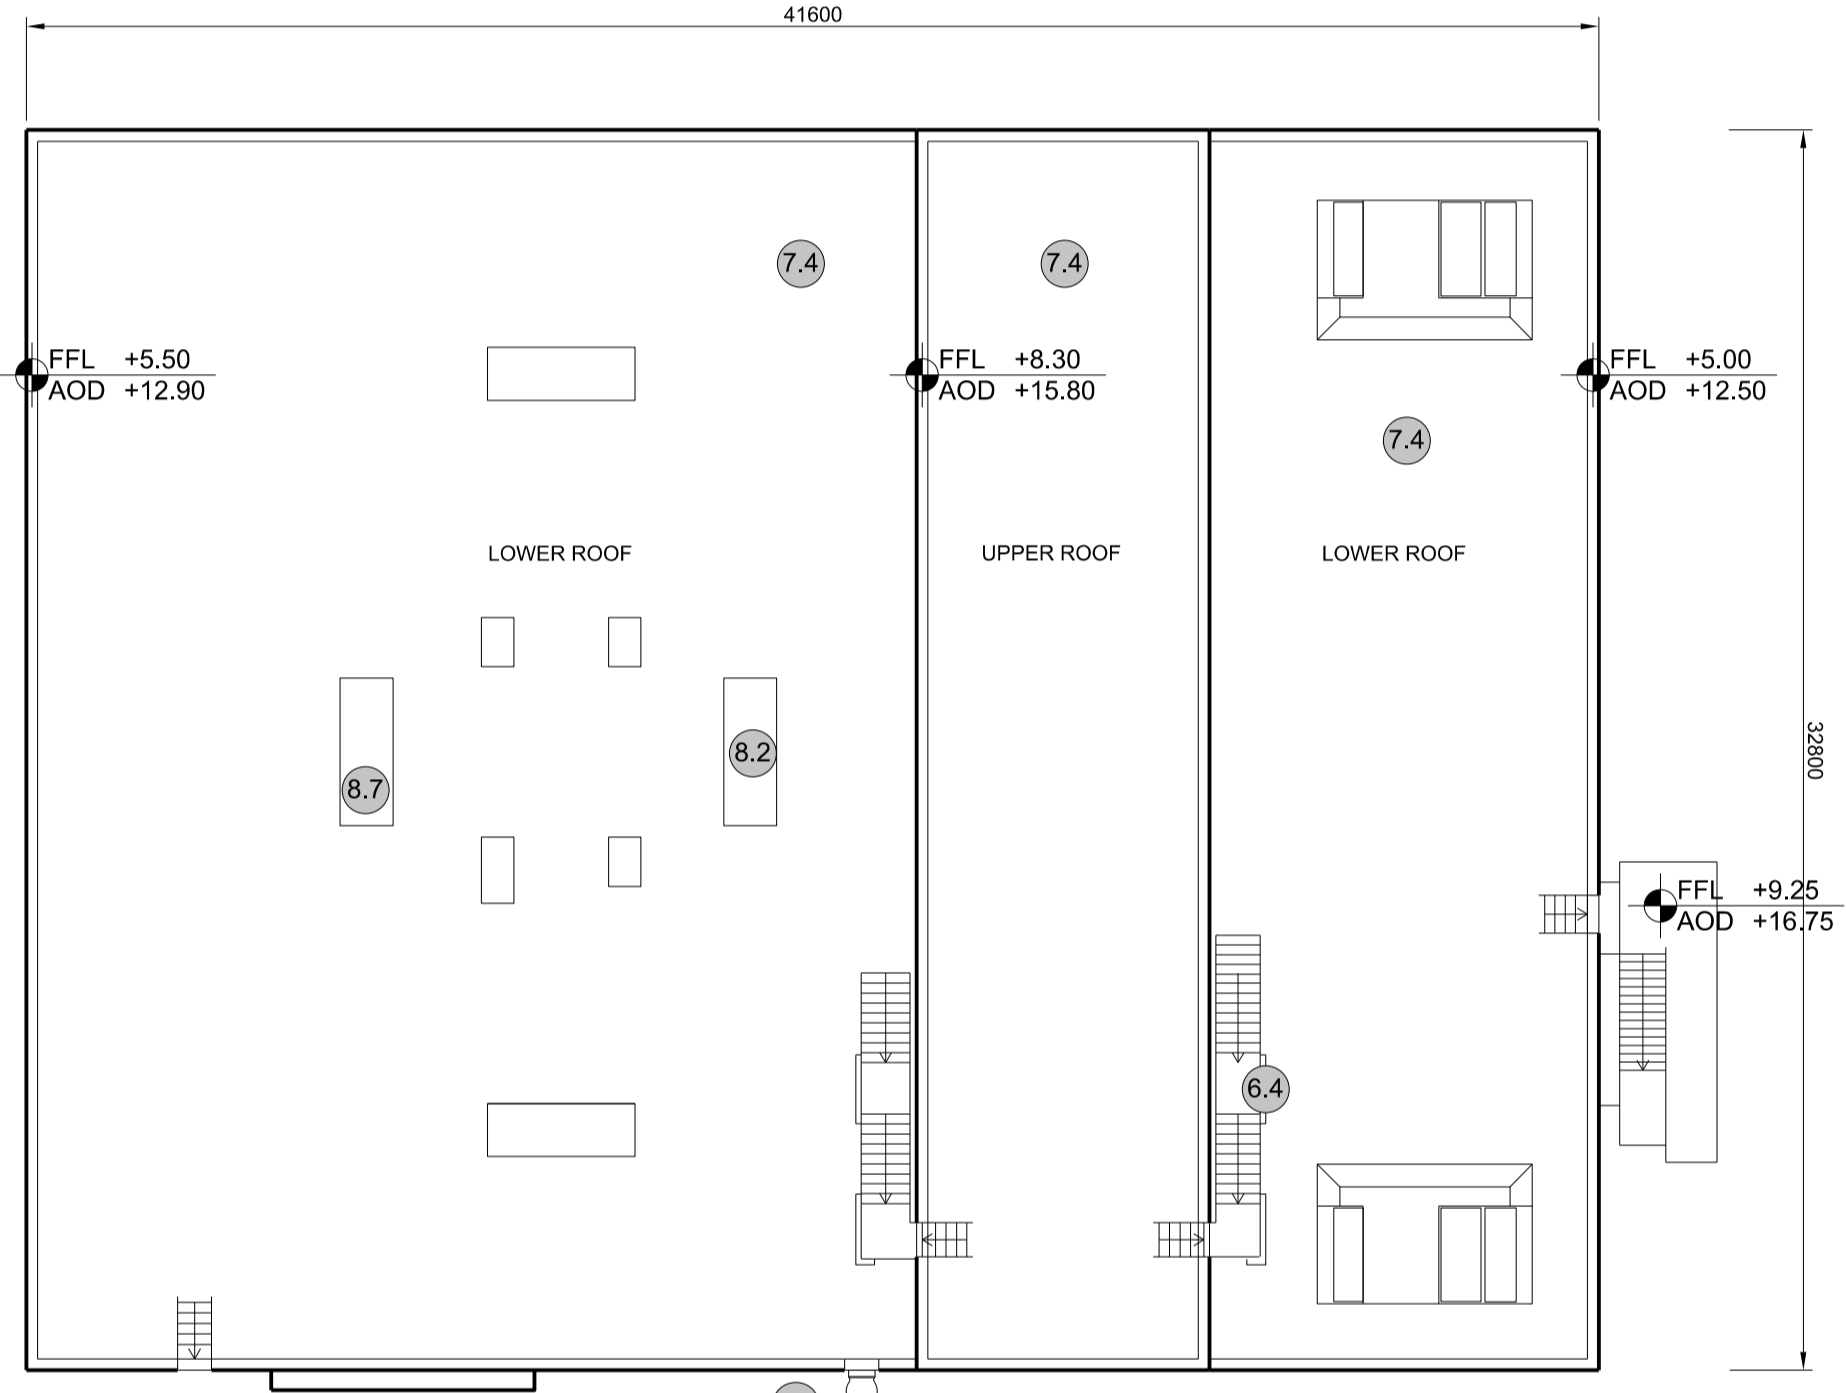 41600
7.4
7.4
FFL +5.50
AOD +12.90
FFL +8.30
AOD +15.80
FFL +5.00
AOD +12.50
7.4
LOWER ROOF
UPPER ROOF
LOWER ROOF
32800
8.2
8.7
FFL +9.25
AOD +16.75
6.4